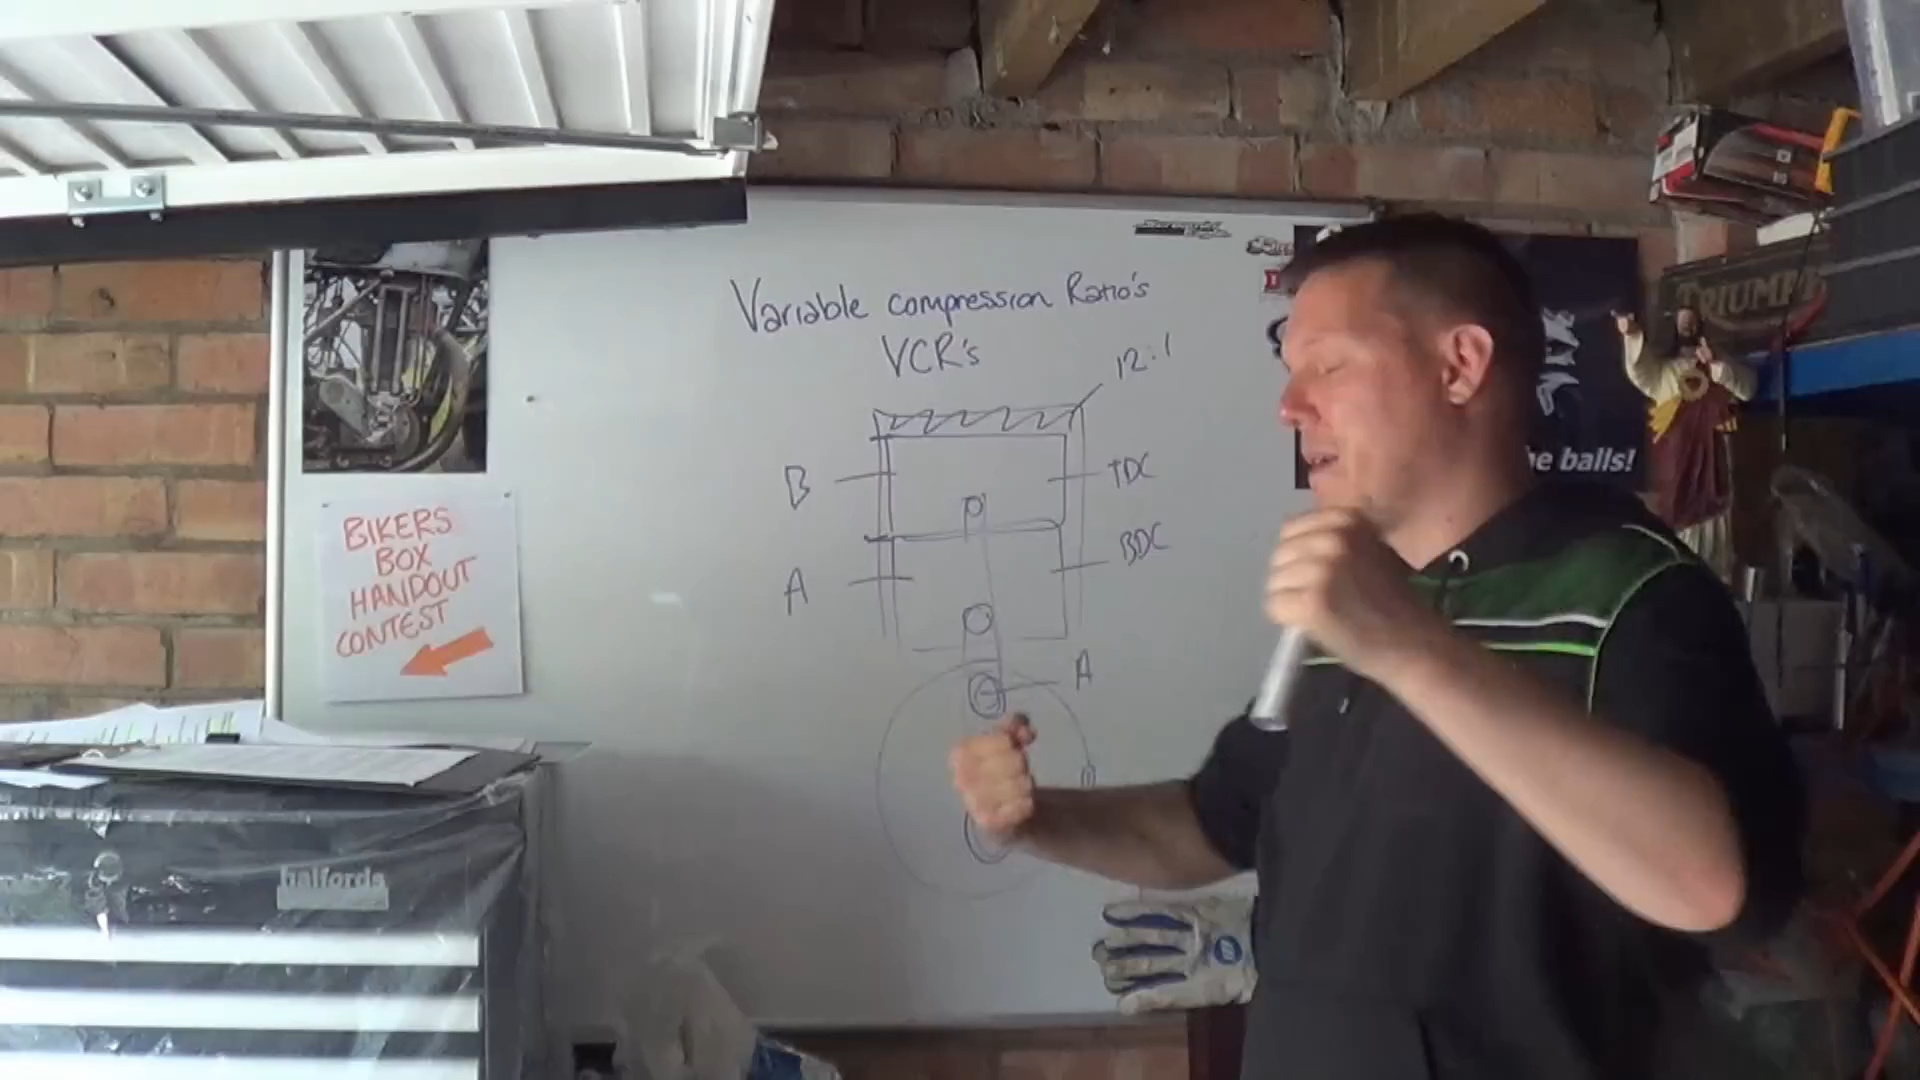 Variable compression Ratio's
VCR's
12:1
B
TDC
A
BDC
A
BIKERS
BOX
HANDOUT
CONTEST
halfords
TRIUMPH
he balls!